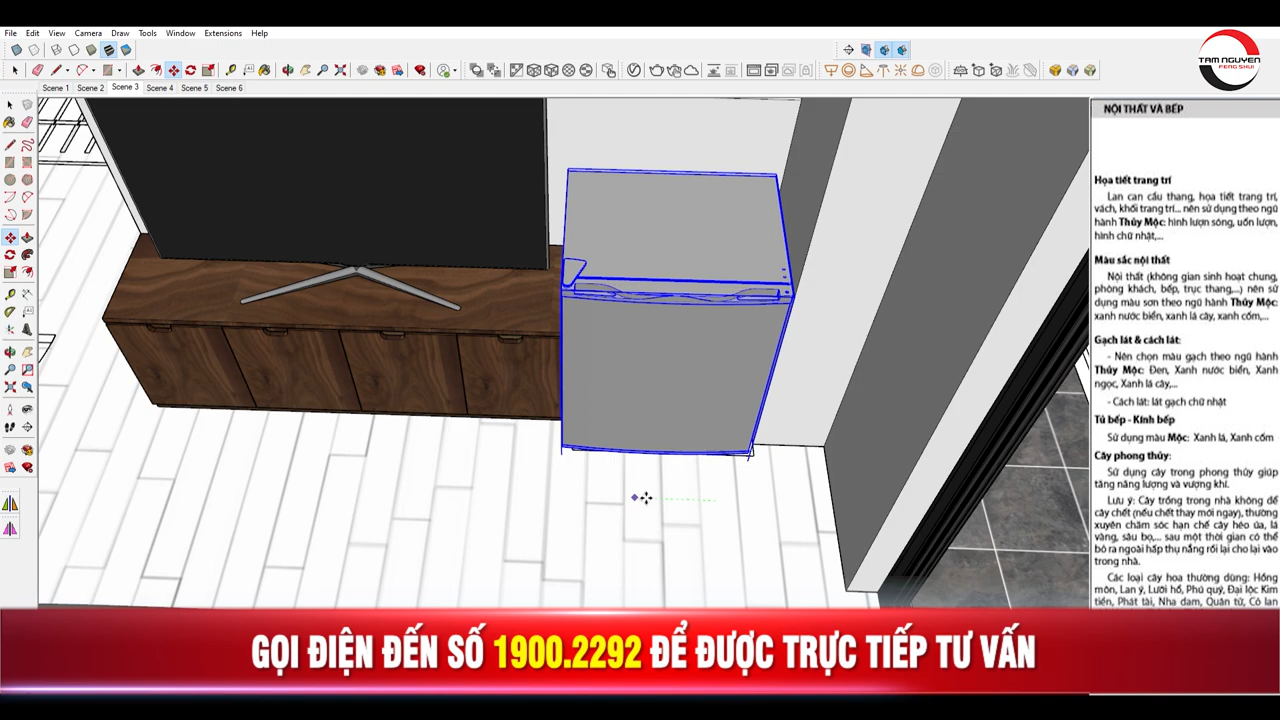 File Edit View Camera Draw Tools Window Extensions Help
TAM NGUYEN
FENG SHUI
Scene 1 Scene 2 Scene 3 Scene 4 Scene 5 Scene 6
NỘI THẤT VÀ BẾP
Họa tiết trang trí
Lan can cầu thang, họa tiết trang trí,
vách, khối trang trí... nên sử dụng theo ngũ
hành Thủy Mộc: hình lượn sóng, uốn lượn,
hình chữ nhật,...
Màu sắc nội thất
Nội thất (không gian sinh hoạt chung,
phòng khách, bếp, trục thang,...) nên sử
dụng màu sơn theo ngũ hành Thủy Mộc:
xanh nước biển, xanh lá cây, xanh cốm,...
Gạch lát & cách lát:
- Nên chọn màu gạch theo ngũ hành
Thủy Mộc: Đen, Xanh nước biển, Xanh
ngọc, Xanh lá cây,...
- Cách lát: lát gạch chữ nhật
Tủ bếp - Kính bếp
Sử dụng màu Mộc: Xanh lá, Xanh cốm
Cây phong thủy:
Sử dụng cây trong phong thủy giúp
tăng năng lượng và vượng khí.
Lưu ý: Cây trồng trong nhà không để
cây chết (nếu chết thay mới ngay), thường
xuyên chăm sóc hạn chế cây héo úa, lá
vàng, sâu bọ,... sau một thời gian có thể
bỏ ra ngoài hấp thụ nắng rồi lại cho lại vào
trong nhà.
Các loại cây hoa thường dùng: Hồng
môn, Lan ý, Lưỡi hổ, Phú quý, Đại lộc Kim
tiền, Phát tài, Nha đam, Quân tử, Cỏ lan
GỌI ĐIỆN ĐẾN SỐ 1900.2292 ĐỂ ĐƯỢC TRỰC TIẾP TƯ VẤN